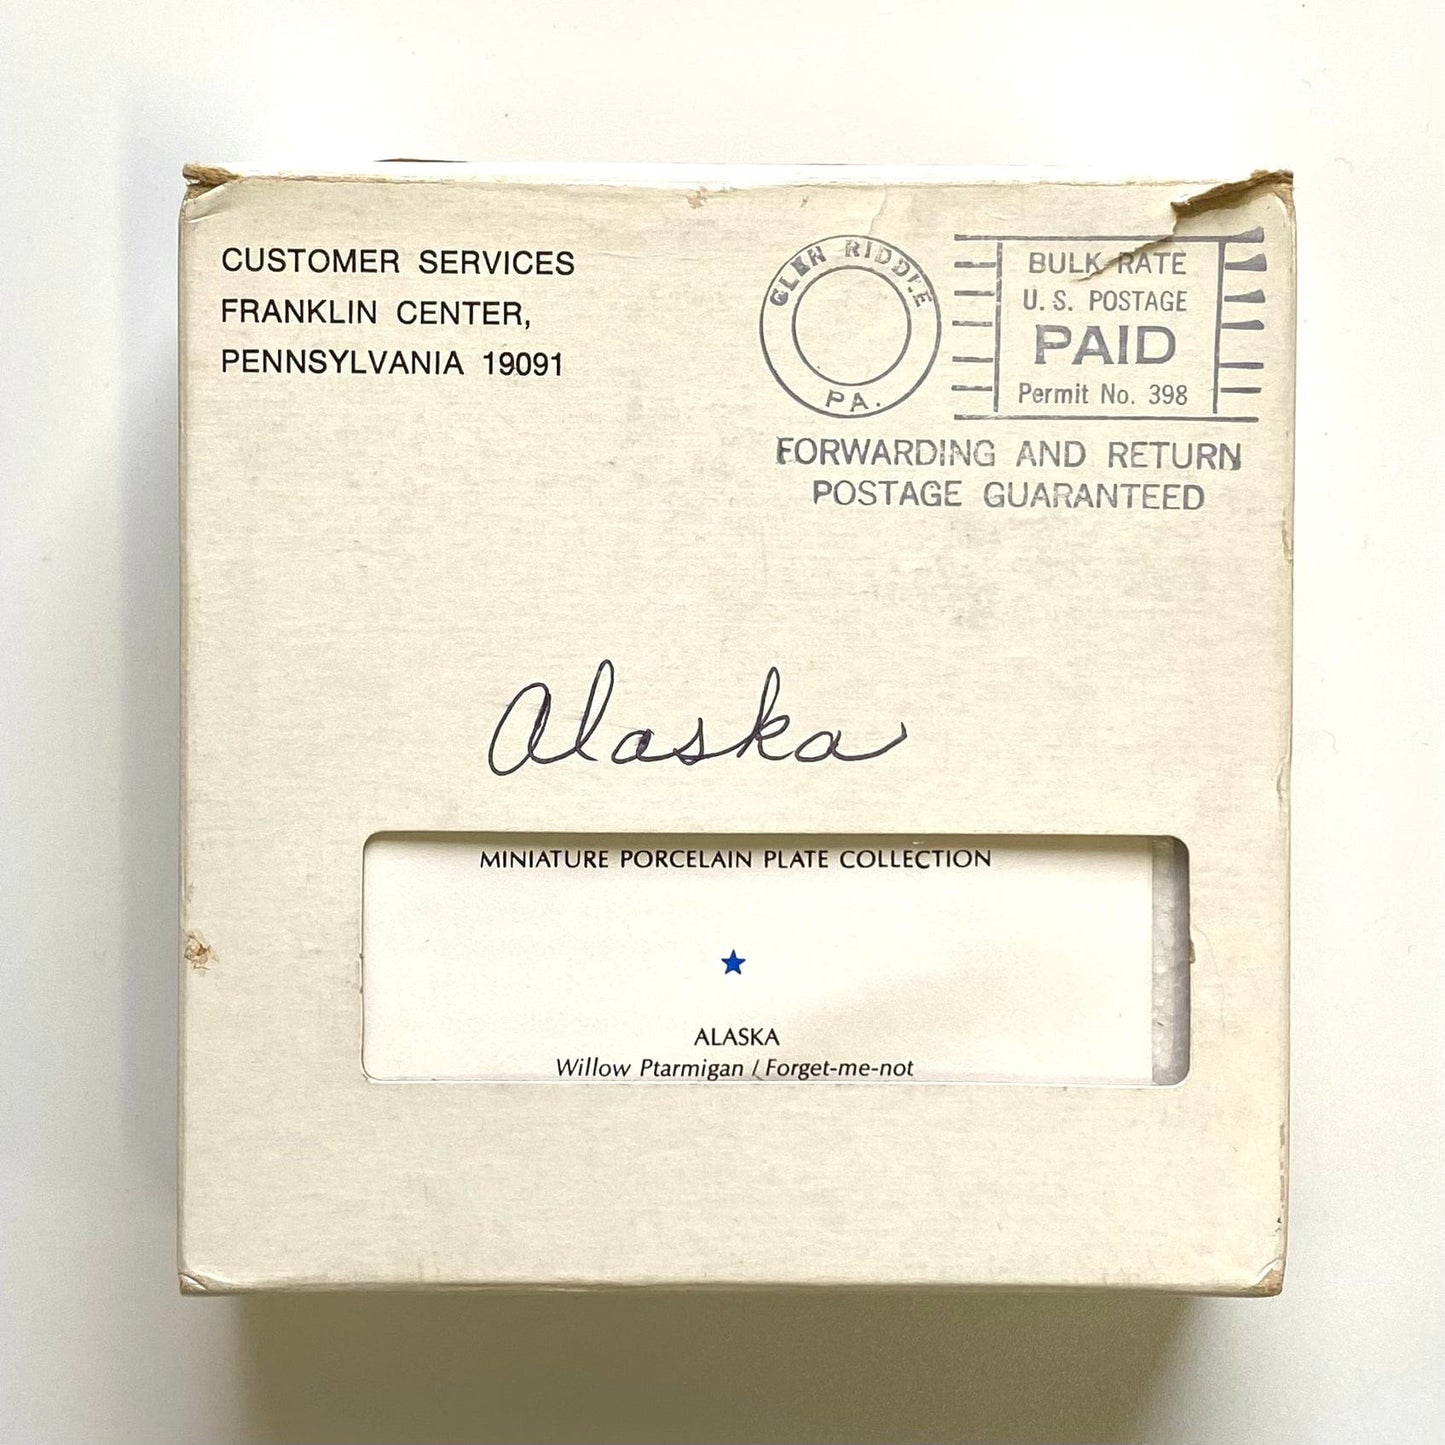 CUSTOMER SERVICES
FRANKLIN CENTER,
PENNSYLVANIA 19091
GLEN RIDDLE
PA.
BULK RATE
U. S. POSTAGE
PAID
Permit No. 398
FORWARDING AND RETURN
POSTAGE GUARANTEED
Alaska
MINIATURE PORCELAIN PLATE COLLECTION
ALASKA
Willow Ptarmigan / Forget-me-not